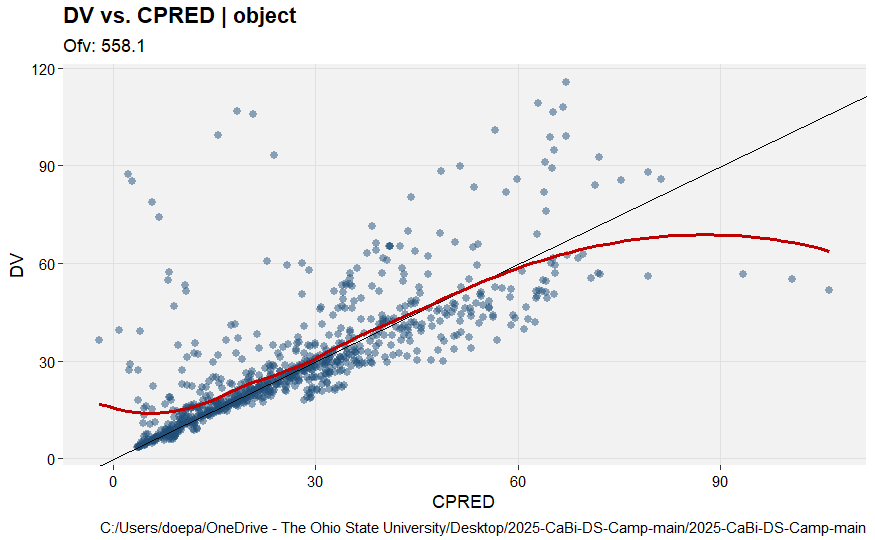 DV vs. CPRED | object
Ofv: 558.1
120
90
60
30
0
DV
0 30 60 90
CPRED
C:/Users/doepa/OneDrive - The Ohio State University/Desktop/2025-CaBi-DS-Camp-main/2025-CaBi-DS-Camp-main